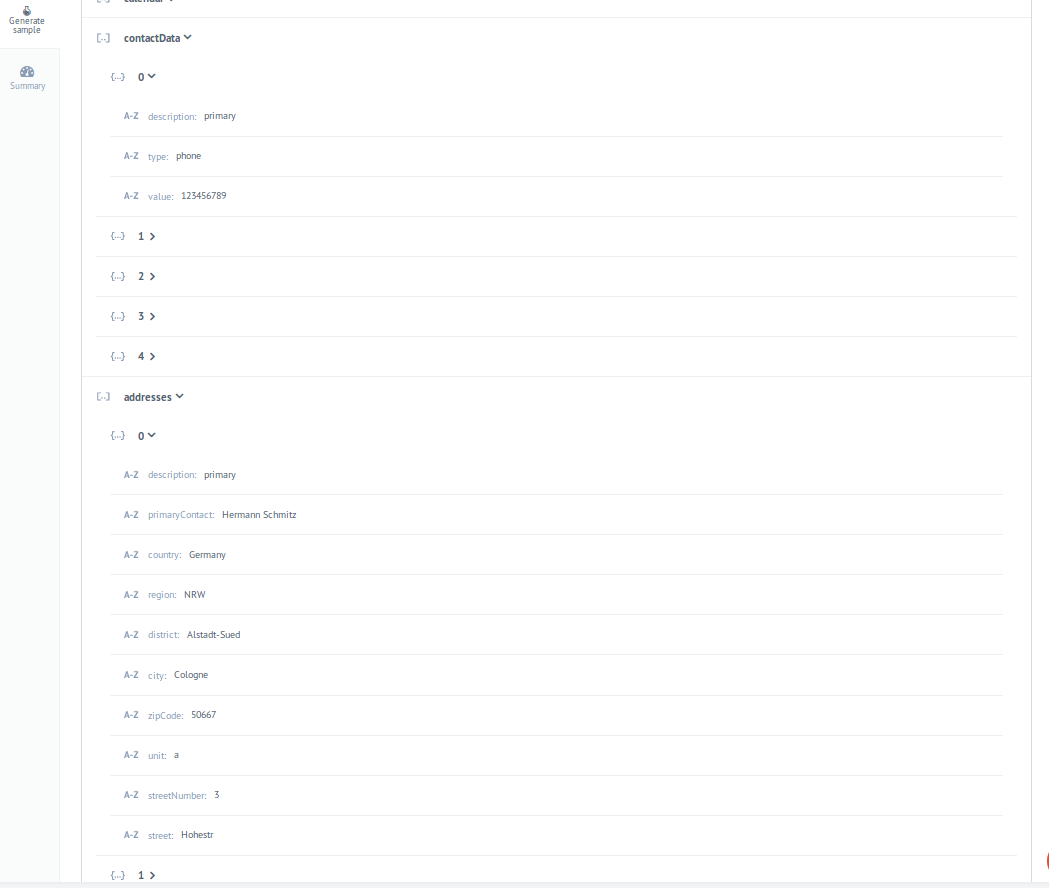 Generate
sample
Summary
calendar
[..] contactData
{...} 0
A-Z description: primary
A-Z type: phone
A-Z value: 123456789
{...} 1
{...} 2
{...} 3
{...} 4
[..] addresses
{...} 0
A-Z description: primary
A-Z primaryContact: Hermann Schmitz
A-Z country: Germany
A-Z region: NRW
A-Z district: Alstadt-Sued
A-Z city: Cologne
A-Z zipCode: 50667
A-Z unit: a
A-Z streetNumber: 3
A-Z street: Hohestr
{...} 1